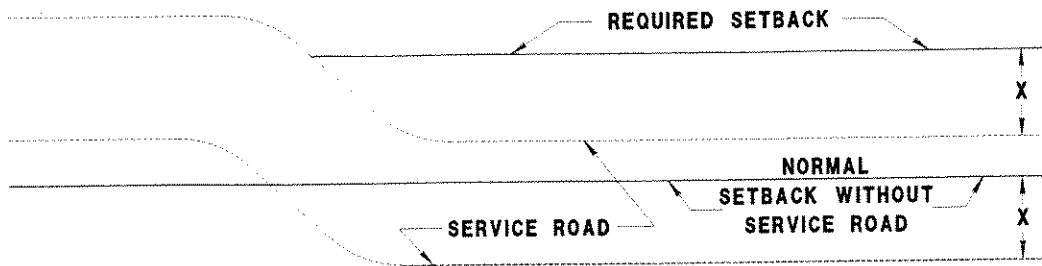 REQUIRED SETBACK
X
NORMAL
SETBACK WITHOUT
SERVICE ROAD
X
SERVICE ROAD